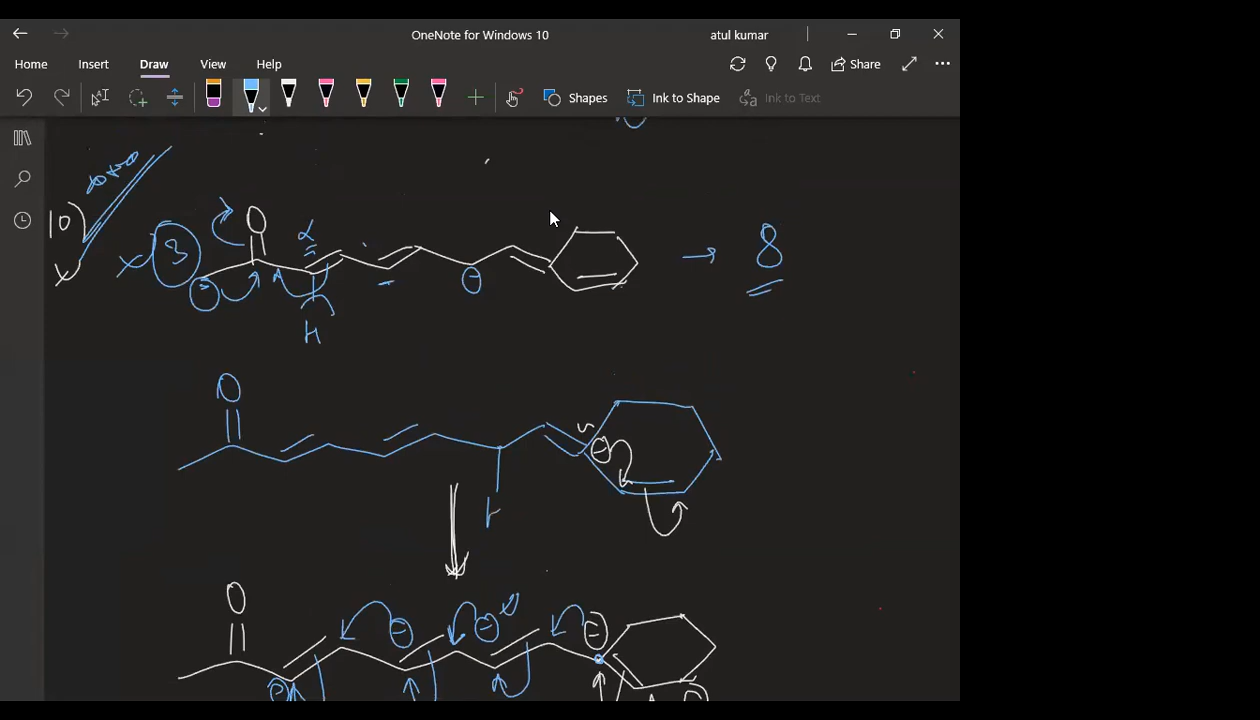 OneNote for Windows 10
atul kumar
Home Insert Draw View Help
Share
Shapes Ink to Shape Ink to Text
10)
3
O
α
→ 8
⊖
⊖
H
O
⊖
O
⊖ ⊖ ⊖
⊖